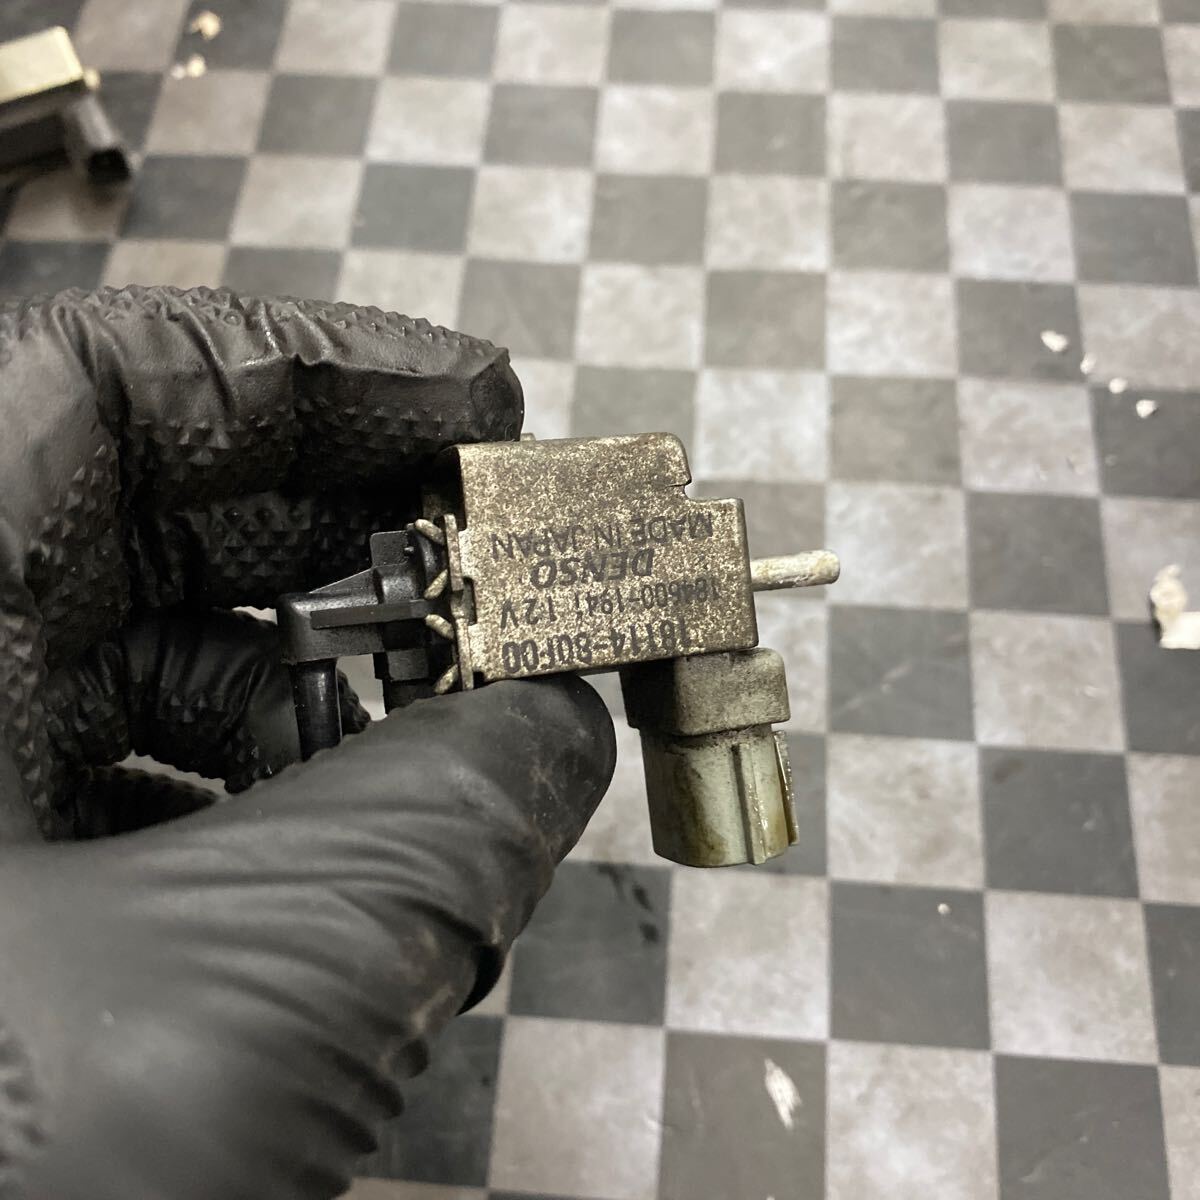 18114-80F00
184600-1941 12V
DENSO
MADE IN JAPAN